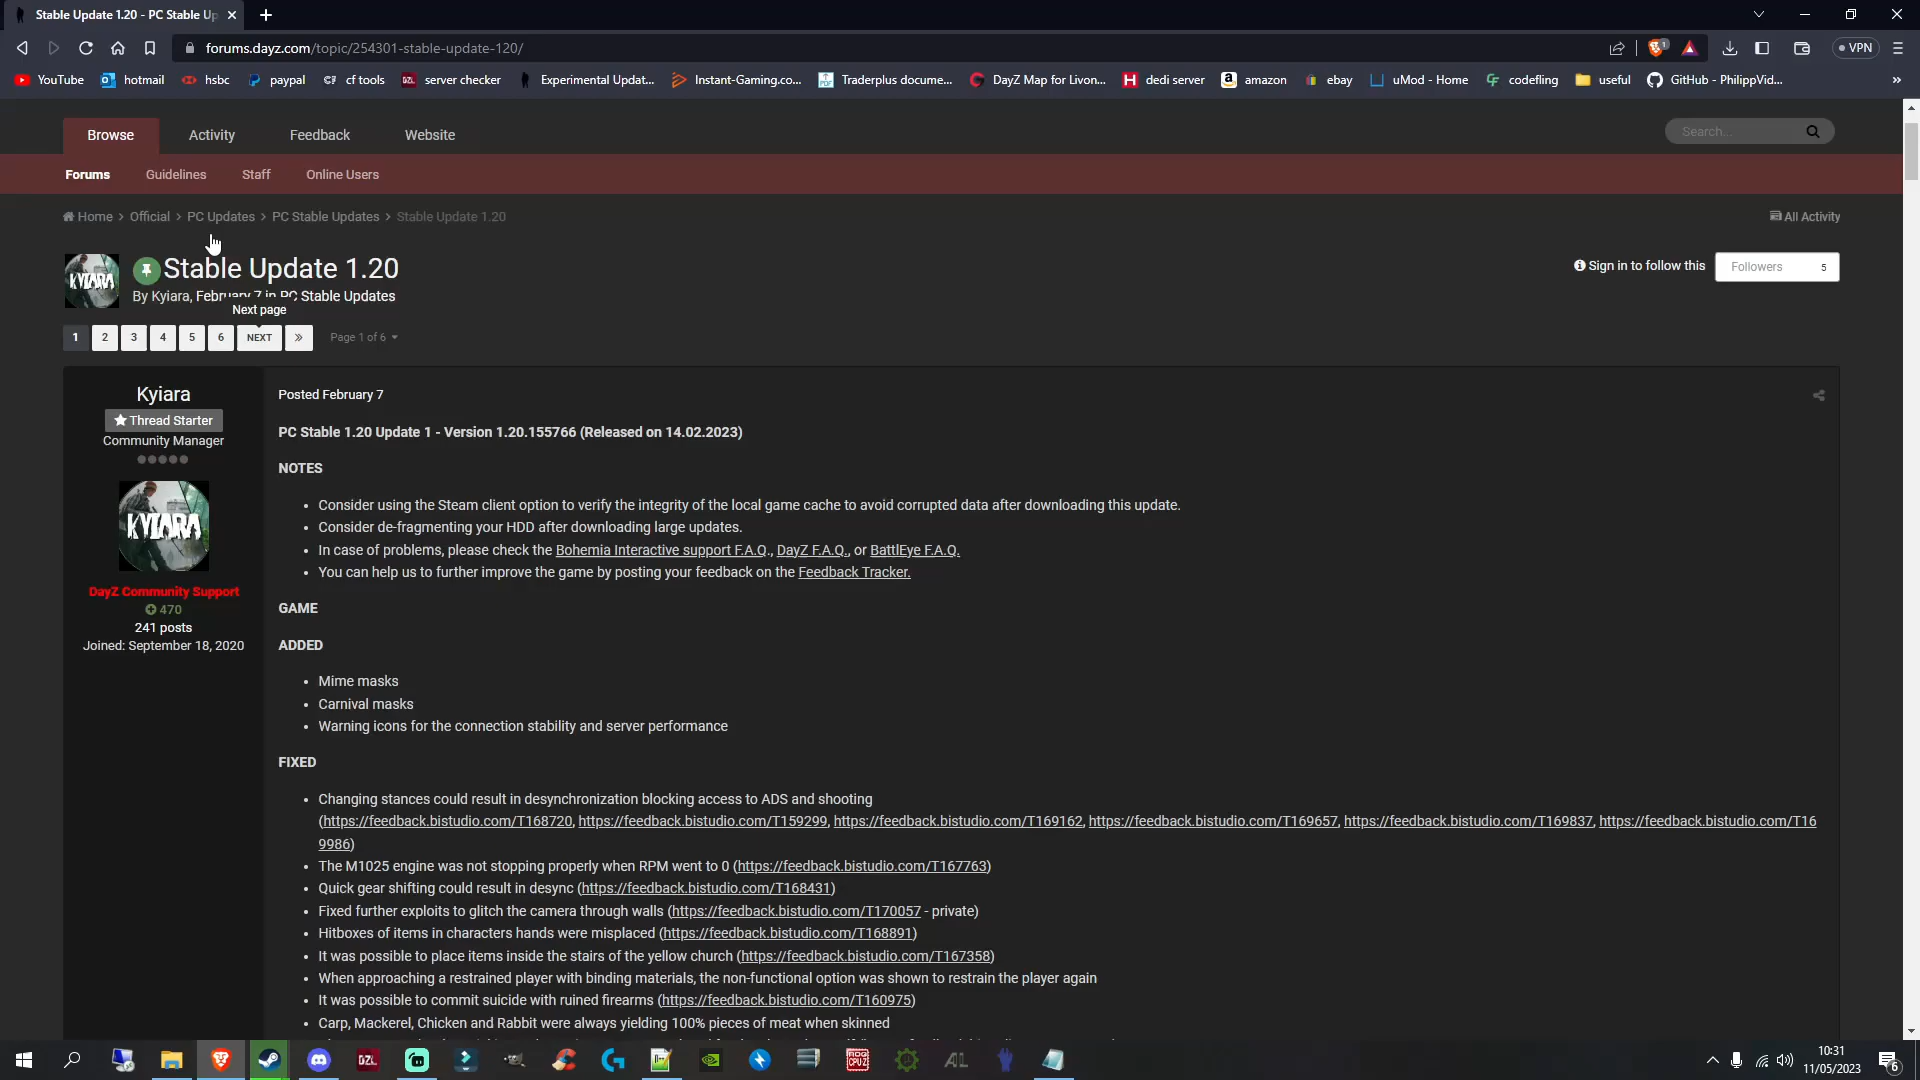 Stable Update 1.20 - PC Stable Up
forums.dayz.com/topic/254301-stable-update-120/
VPN
YouTube hotmail hsbc paypal cf tools server checker Experimental Updat... Instant-Gaming.co... Traderplus docume... DayZ Map for Livon... dedi server amazon ebay uMod - Home codefling useful GitHub - PhilippVid...
Browse Activity Feedback Website
Search...
Forums Guidelines Staff Online Users
Home > Official > PC Updates > PC Stable Updates > Stable Update 1.20
All Activity
Stable Update 1.20
Sign in to follow this
Followers 5
By Kyiara, February 7 in PC Stable Updates
Next page
1 2 3 4 5 6 NEXT » Page 1 of 6
Kyiara
Thread Starter
Community Manager
KYIARA
DayZ Community Support
470
241 posts
Joined: September 18, 2020
Posted February 7
PC Stable 1.20 Update 1 - Version 1.20.155766 (Released on 14.02.2023)
NOTES
• Consider using the Steam client option to verify the integrity of the local game cache to avoid corrupted data after downloading this update.
• Consider de-fragmenting your HDD after downloading large updates.
• In case of problems, please check the Bohemia Interactive support F.A.Q., DayZ F.A.Q., or BattlEye F.A.Q.
• You can help us to further improve the game by posting your feedback on the Feedback Tracker.
GAME
ADDED
• Mime masks
• Carnival masks
• Warning icons for the connection stability and server performance
FIXED
• Changing stances could result in desynchronization blocking access to ADS and shooting
(https://feedback.bistudio.com/T168720, https://feedback.bistudio.com/T159299, https://feedback.bistudio.com/T169162, https://feedback.bistudio.com/T169657, https://feedback.bistudio.com/T169837, https://feedback.bistudio.com/T16
9986)
• The M1025 engine was not stopping properly when RPM went to 0 (https://feedback.bistudio.com/T167763)
• Quick gear shifting could result in desync (https://feedback.bistudio.com/T168431)
• Fixed further exploits to glitch the camera through walls (https://feedback.bistudio.com/T170057 - private)
• Hitboxes of items in characters hands were misplaced (https://feedback.bistudio.com/T168891)
• It was possible to place items inside the stairs of the yellow church (https://feedback.bistudio.com/T167358)
• When approaching a restrained player with binding materials, the non-functional option was shown to restrain the player again
• It was possible to commit suicide with ruined firearms (https://feedback.bistudio.com/T160975)
• Carp, Mackerel, Chicken and Rabbit were always yielding 100% pieces of meat when skinned
10:31
11/05/2023
6